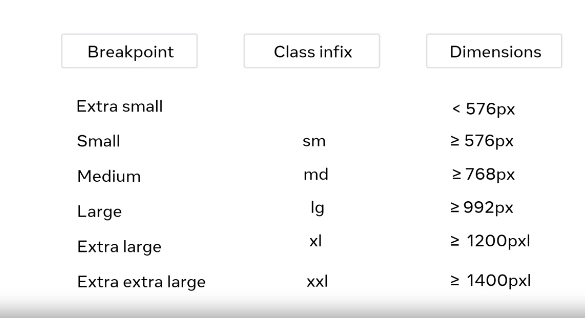 Breakpoint Class infix Dimensions
Extra small < 576px
Small sm ≥ 576px
Medium md ≥ 768px
Large lg ≥ 992px
Extra large xl ≥ 1200pxl
Extra extra large xxl ≥ 1400pxl